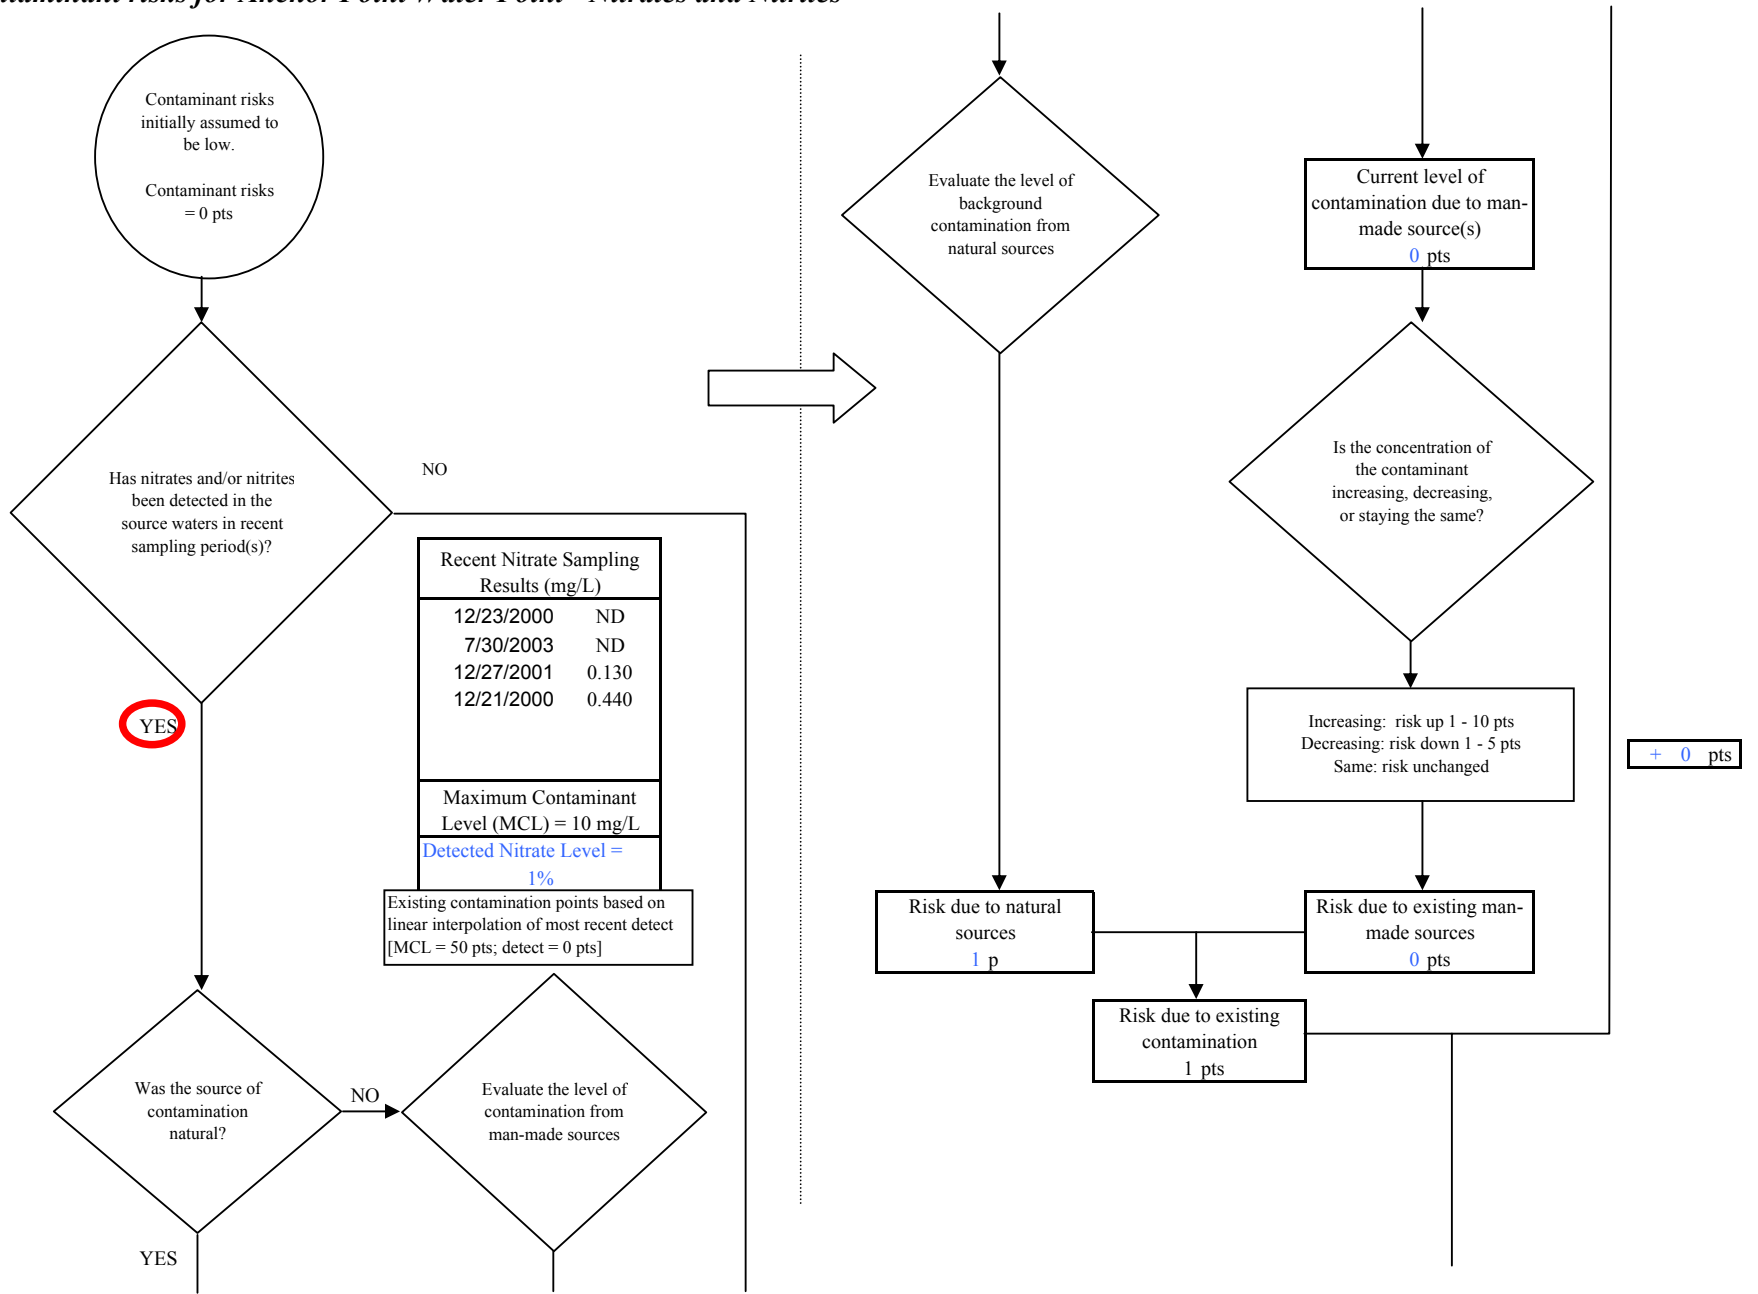 Contaminant risks
initially assumed to
be low.
Contaminant risks
= 0 pts
Has nitrates and/or nitrites
been detected in the
source waters in recent
sampling period(s)?
NO
YES
Recent Nitrate Sampling
Results (mg/L)
12/23/2000 ND
7/30/2003 ND
12/27/2001 0.130
12/21/2000 0.440
Maximum Contaminant
Level (MCL) = 10 mg/L
Detected Nitrate Level =
1%
Existing contamination points based on
linear interpolation of most recent detect
[MCL = 50 pts; detect = 0 pts]
Was the source of
contamination
natural?
NO
YES
Evaluate the level of
contamination from
man-made sources
Evaluate the level of
background
contamination from
natural sources
Current level of
contamination due to man-
made source(s)
0 pts
Is the concentration of
the contaminant
increasing, decreasing,
or staying the same?
Increasing: risk up 1 - 10 pts
Decreasing: risk down 1 - 5 pts
Same: risk unchanged
+ 0 pts
Risk due to natural
sources
1 p
Risk due to existing man-
made sources
0 pts
Risk due to existing
contamination
1 pts